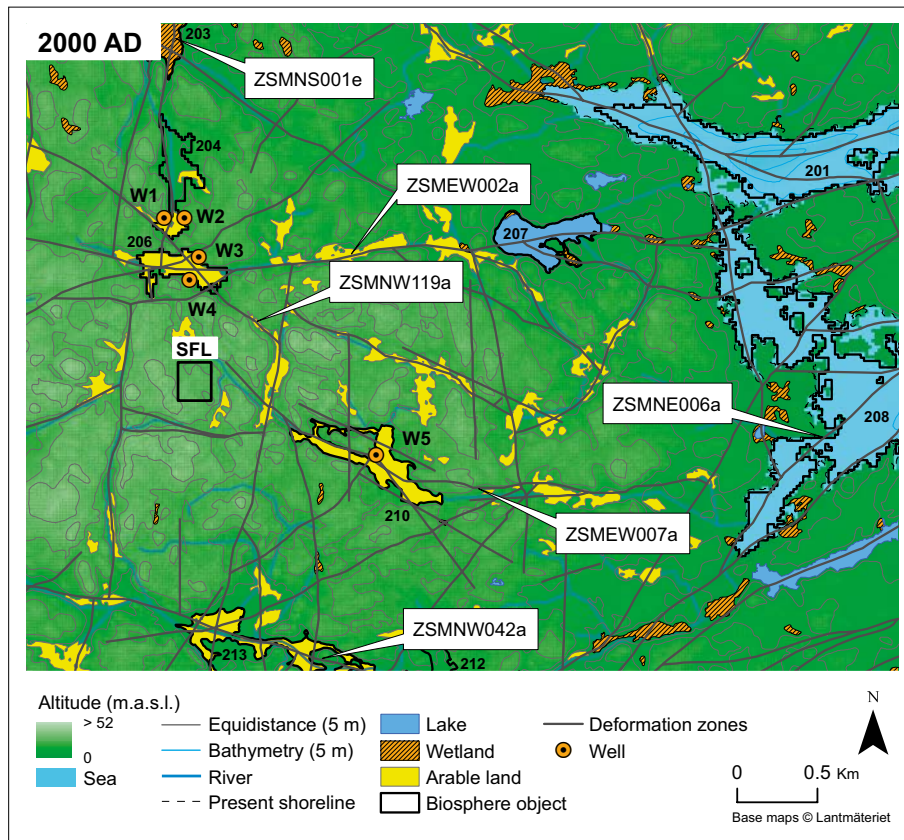 2000 AD
203
ZSMNS001e
204
ZSMEW002a
201
W1
W2
207
206
W3
ZSMNW119a
W4
SFL
ZSMNE006a
208
W5
210
ZSMEW007a
ZSMNW042a
213
212
Altitude (m.a.s.l.)
> 52
0
Sea
Equidistance (5 m)
Bathymetry (5 m)
River
Present shoreline
Lake
Wetland
Arable land
Biosphere object
Deformation zones
Well
N
0 0.5 Km
Base maps © Lantmäteriet